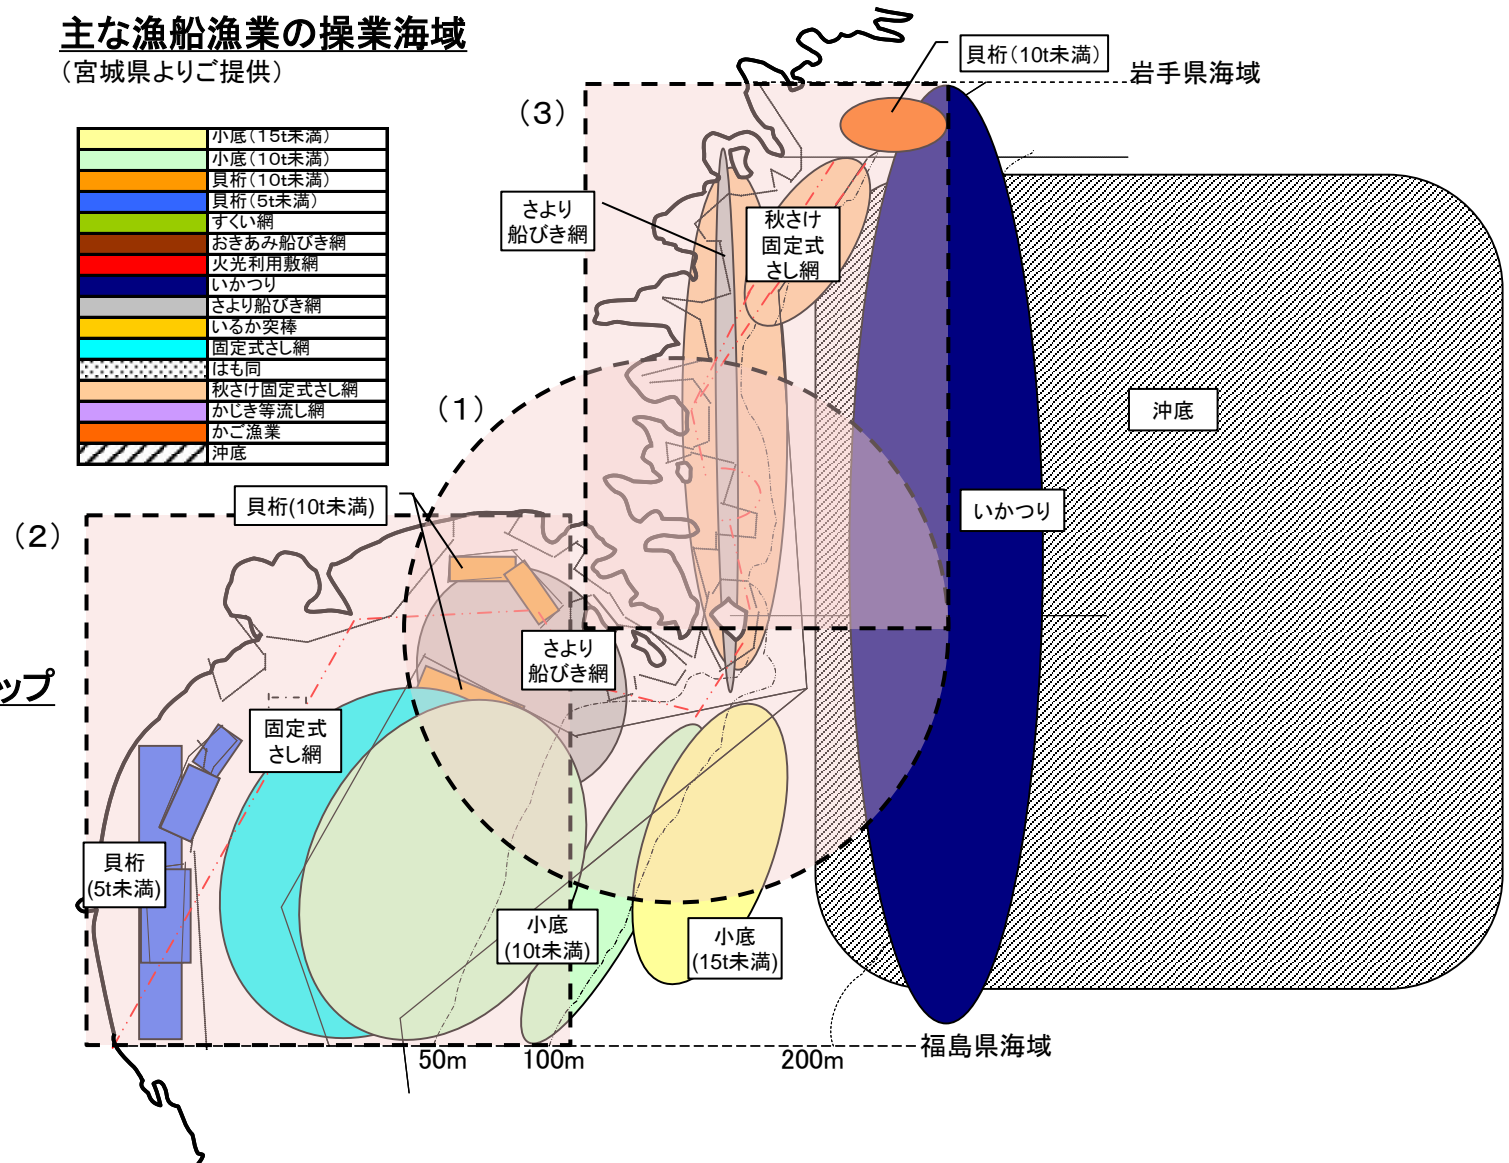 主な漁船漁業の操業海域
（宮城県よりご提供）
小底（15t未満）
小底（10t未満）
貝桁（10t未満）
貝桁（5t未満）
すくい網
おきあみ船びき網
火光利用敷網
いかつり
さより船びき網
いるか突棒
固定式さし網
はも同
秋さけ固定式さし網
かじき等流し網
かご漁業
沖底
貝桁（10t未満）
岩手県海域
（3）
さより
船びき網
秋さけ
固定式
さし網
（1）
沖底
貝桁(10t未満)
いかつり
（2）
さより
船びき網
ップ
固定式
さし網
貝桁
(5t未満)
小底
(10t未満)
小底
(15t未満)
福島県海域
50m
100m
200m